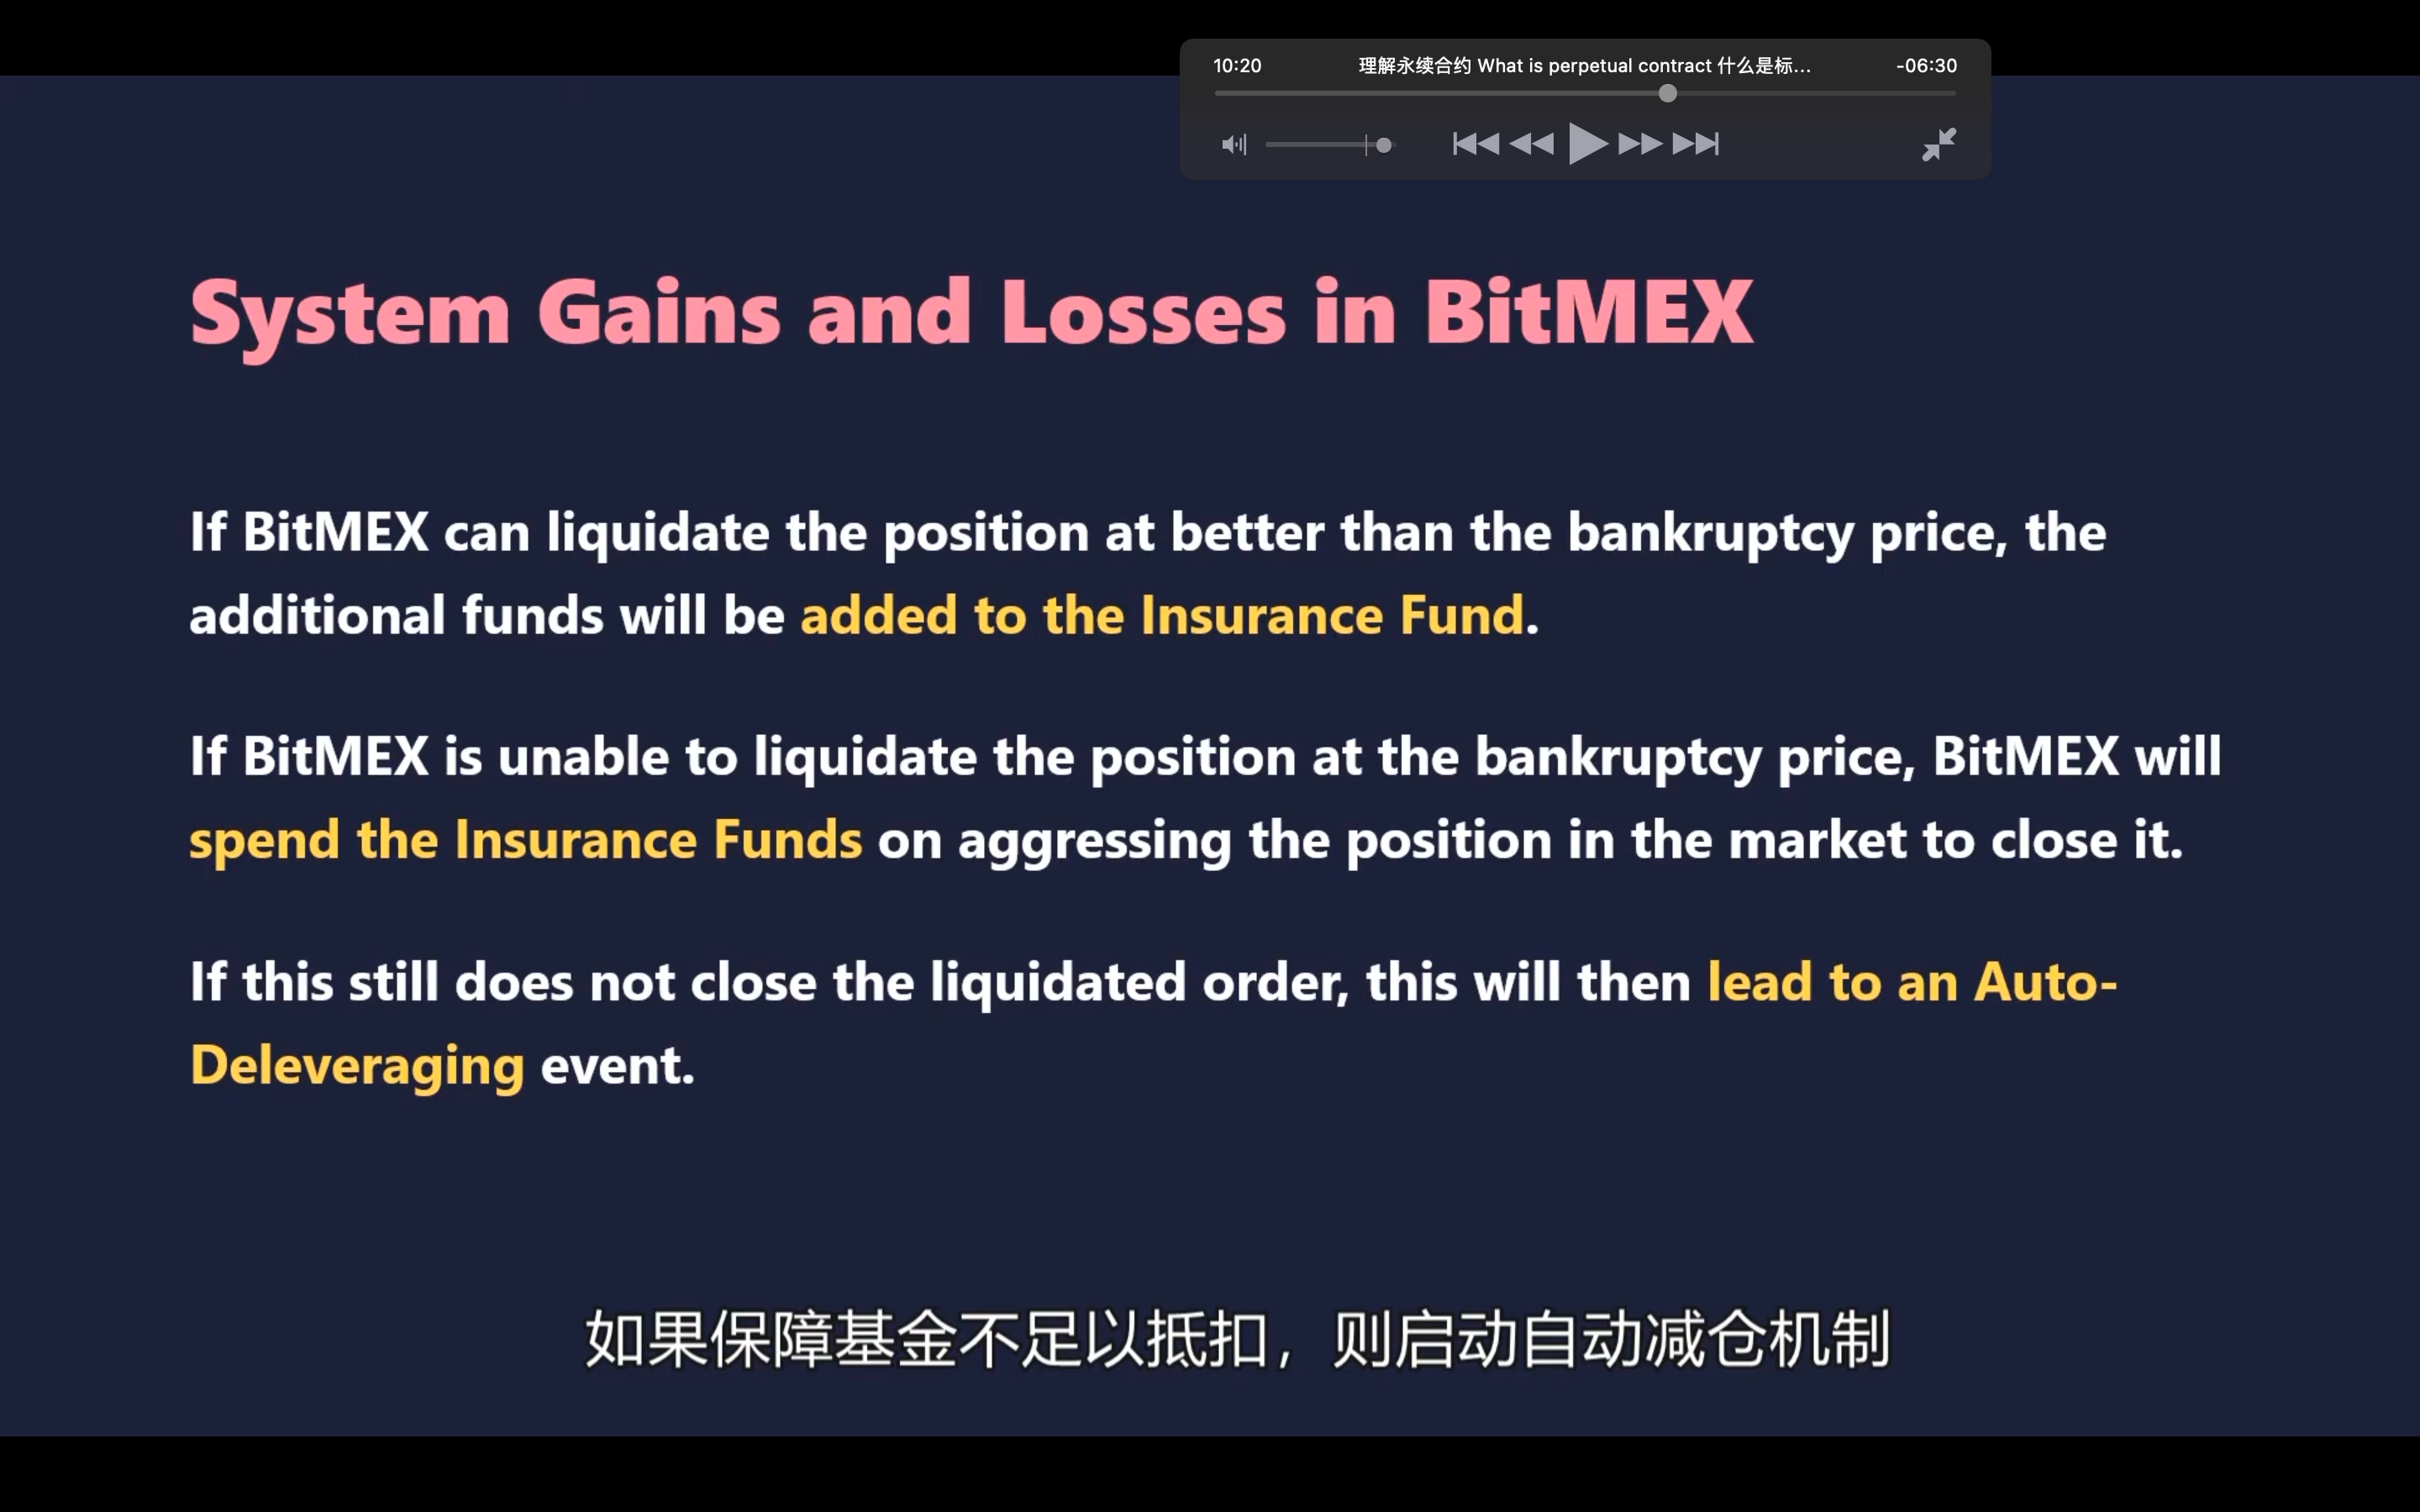 10:20 理解永续合约 What is perpetual contract 什么是标... -06:30
System Gains and Losses in BitMEX
If BitMEX can liquidate the position at better than the bankruptcy price, the
additional funds will be added to the Insurance Fund.
If BitMEX is unable to liquidate the position at the bankruptcy price, BitMEX will
spend the Insurance Funds on aggressing the position in the market to close it.
If this still does not close the liquidated order, this will then lead to an Auto-
Deleveraging event.
如果保障基金不足以抵扣，则启动自动减仓机制